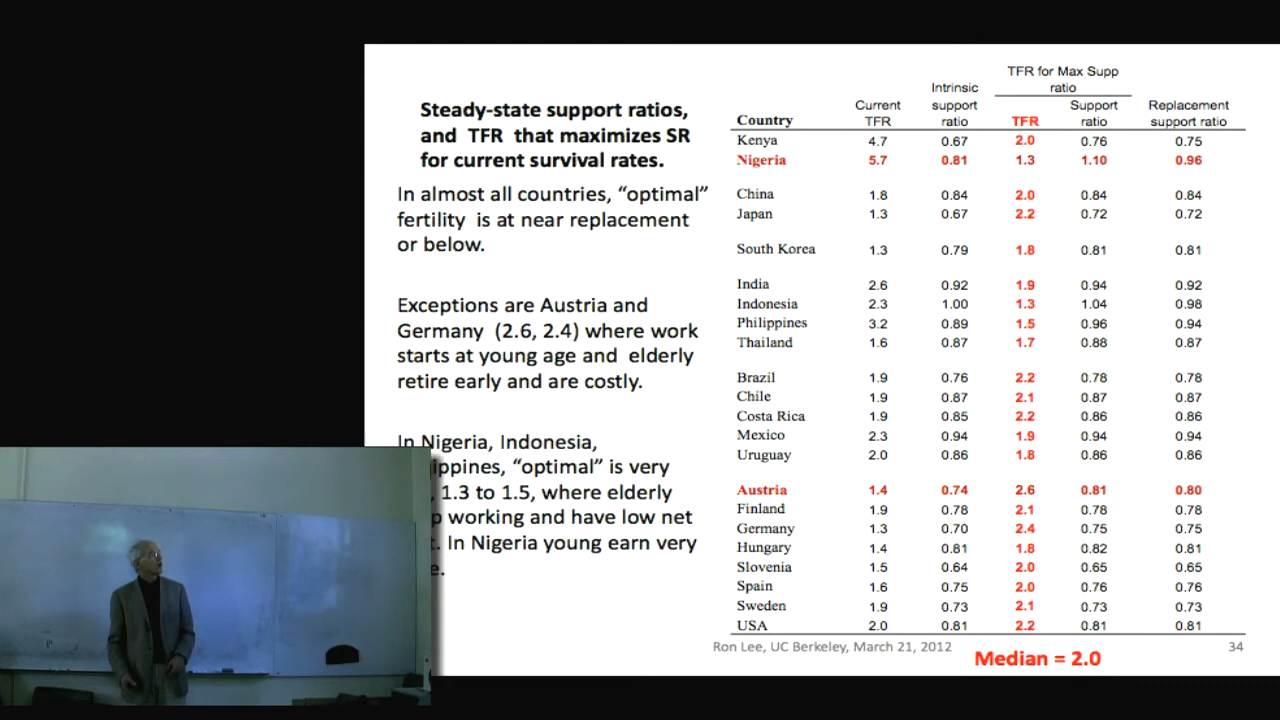 Steady-state support ratios,
and TFR that maximizes SR
for current survival rates.
In almost all countries, “optimal”
fertility is at near replacement
or below.
Exceptions are Austria and
Germany (2.6, 2.4) where work
starts at young age and elderly
retire early and are costly.
In Nigeria, Indonesia,
“optimal” is very
1.3 to 1.5, where elderly
working and have low net
In Nigeria young earn very
TFR for Max Supp
ratio
Country Current TFR Intrinsic support ratio TFR Support ratio Replacement support ratio
Kenya 4.7 0.67 2.0 0.76 0.75
Nigeria 5.7 0.81 1.3 1.10 0.96
China 1.8 0.84 2.0 0.84 0.84
Japan 1.3 0.67 2.2 0.72 0.72
South Korea 1.3 0.79 1.8 0.81 0.81
India 2.6 0.92 1.9 0.94 0.92
Indonesia 2.3 1.00 1.3 1.04 0.98
Philippines 3.2 0.89 1.5 0.96 0.94
Thailand 1.6 0.87 1.7 0.88 0.87
Brazil 1.9 0.76 2.2 0.78 0.78
Chile 1.9 0.87 2.1 0.87 0.87
Costa Rica 1.9 0.85 2.2 0.86 0.86
Mexico 2.3 0.94 1.9 0.94 0.94
Uruguay 2.0 0.86 1.8 0.86 0.86
Austria 1.4 0.74 2.6 0.81 0.80
Finland 1.9 0.78 2.1 0.78 0.78
Germany 1.3 0.70 2.4 0.75 0.75
Hungary 1.4 0.81 1.8 0.82 0.81
Slovenia 1.5 0.64 2.0 0.65 0.65
Spain 1.6 0.75 2.0 0.76 0.76
Sweden 1.9 0.73 2.1 0.73 0.73
USA 2.0 0.81 2.2 0.81 0.81
Ron Lee, UC Berkeley, March 21, 2012
34
Median = 2.0